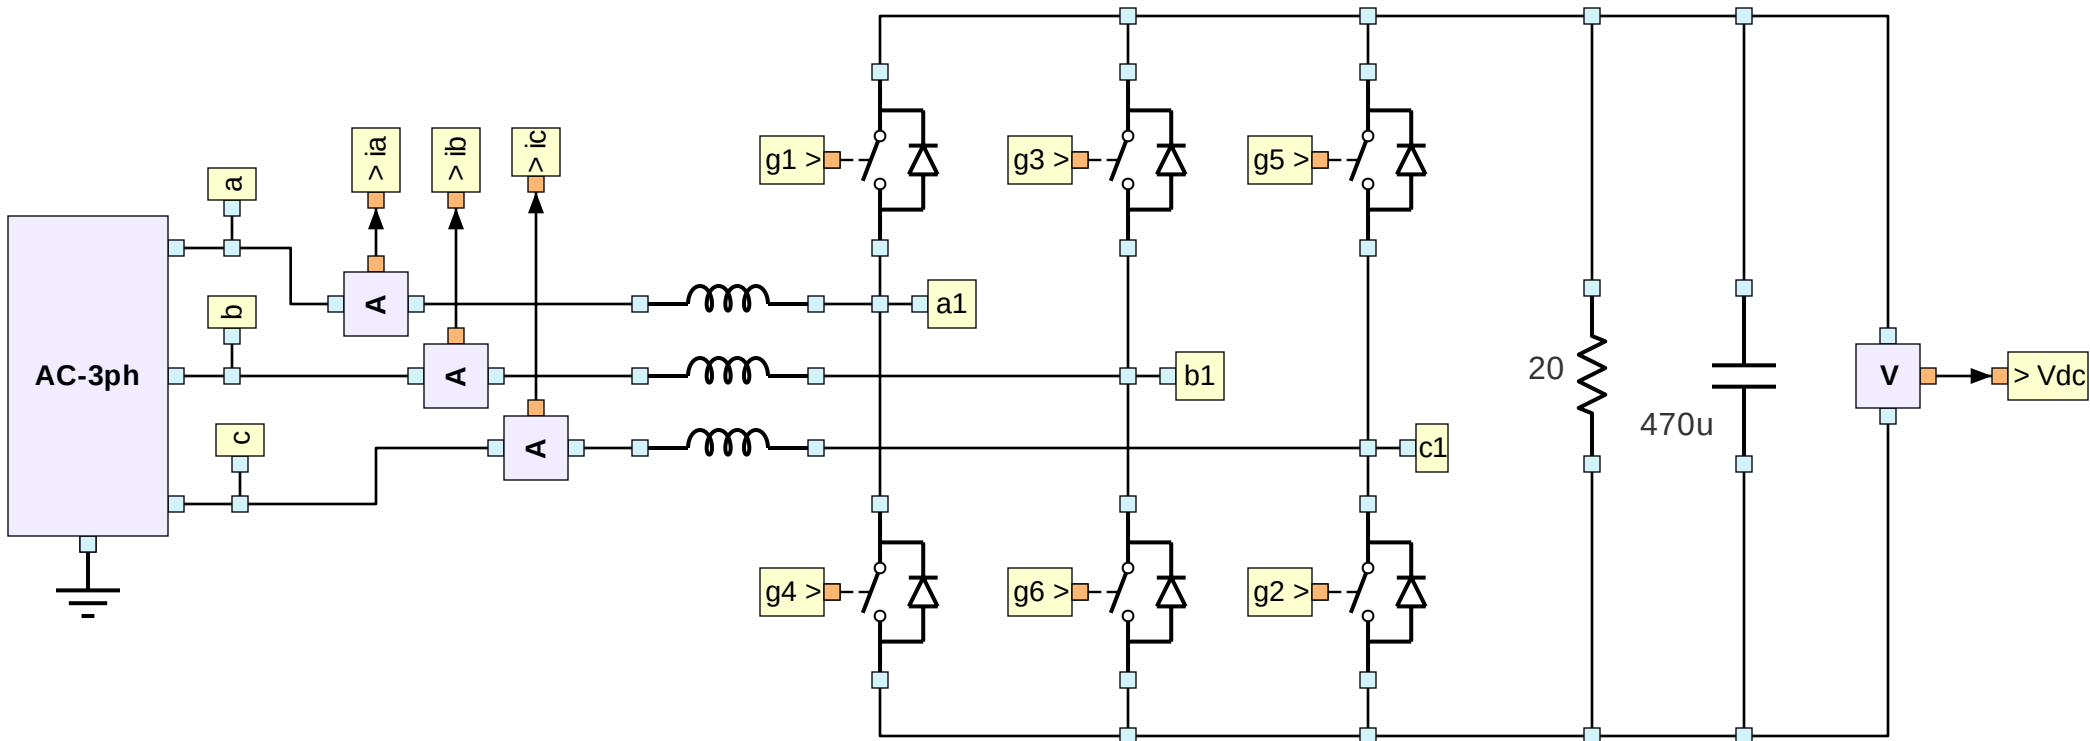 AC-3ph
a
b
c
> ia
> ib
> ic
A
A
A
g1 >
g3 >
g5 >
a1
b1
c1
g4 >
g6 >
g2 >
20
470u
V
> Vdc